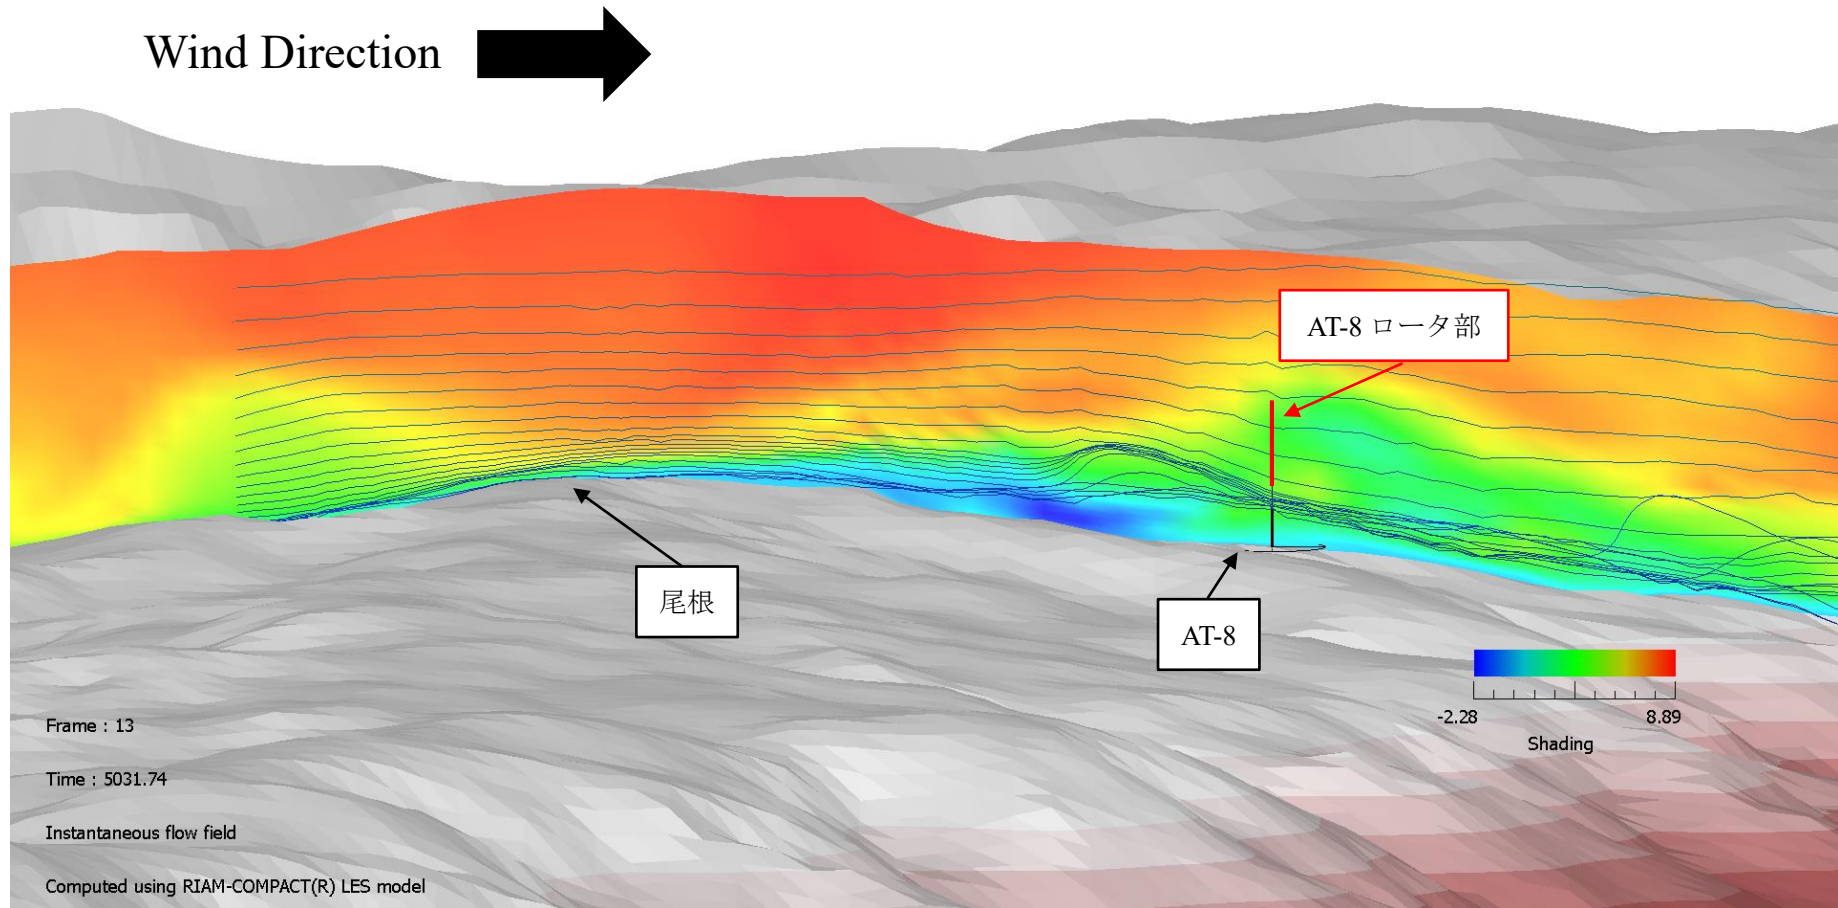 Wind Direction
AT-8 ロータ部
尾根
AT-8
-2.28
8.89
Shading
Frame : 13
Time : 5031.74
Instantaneous flow field
Computed using RIAM-COMPACT(R) LES model